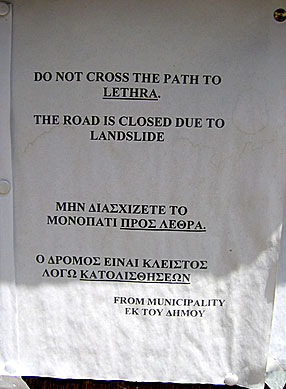 DO NOT CROSS THE PATH TO
LETHRA.
THE ROAD IS CLOSED DUE TO
LANDSLIDE
ΜΗΝ ΔΙΑΣΧΙΖΕΤΕ ΤΟ
ΜΟΝΟΠΑΤΙ ΠΡΟΣ ΛΕΘΡΑ.
Ο ΔΡΟΜΟΣ ΕΙΝΑΙ ΚΛΕΙΣΤΟΣ
ΛΟΓΩ ΚΑΤΟΛΙΣΘΗΣΕΩΝ
FROM MUNICIPALITY
ΕΚ ΤΟΥ ΔΗΜΟΥ